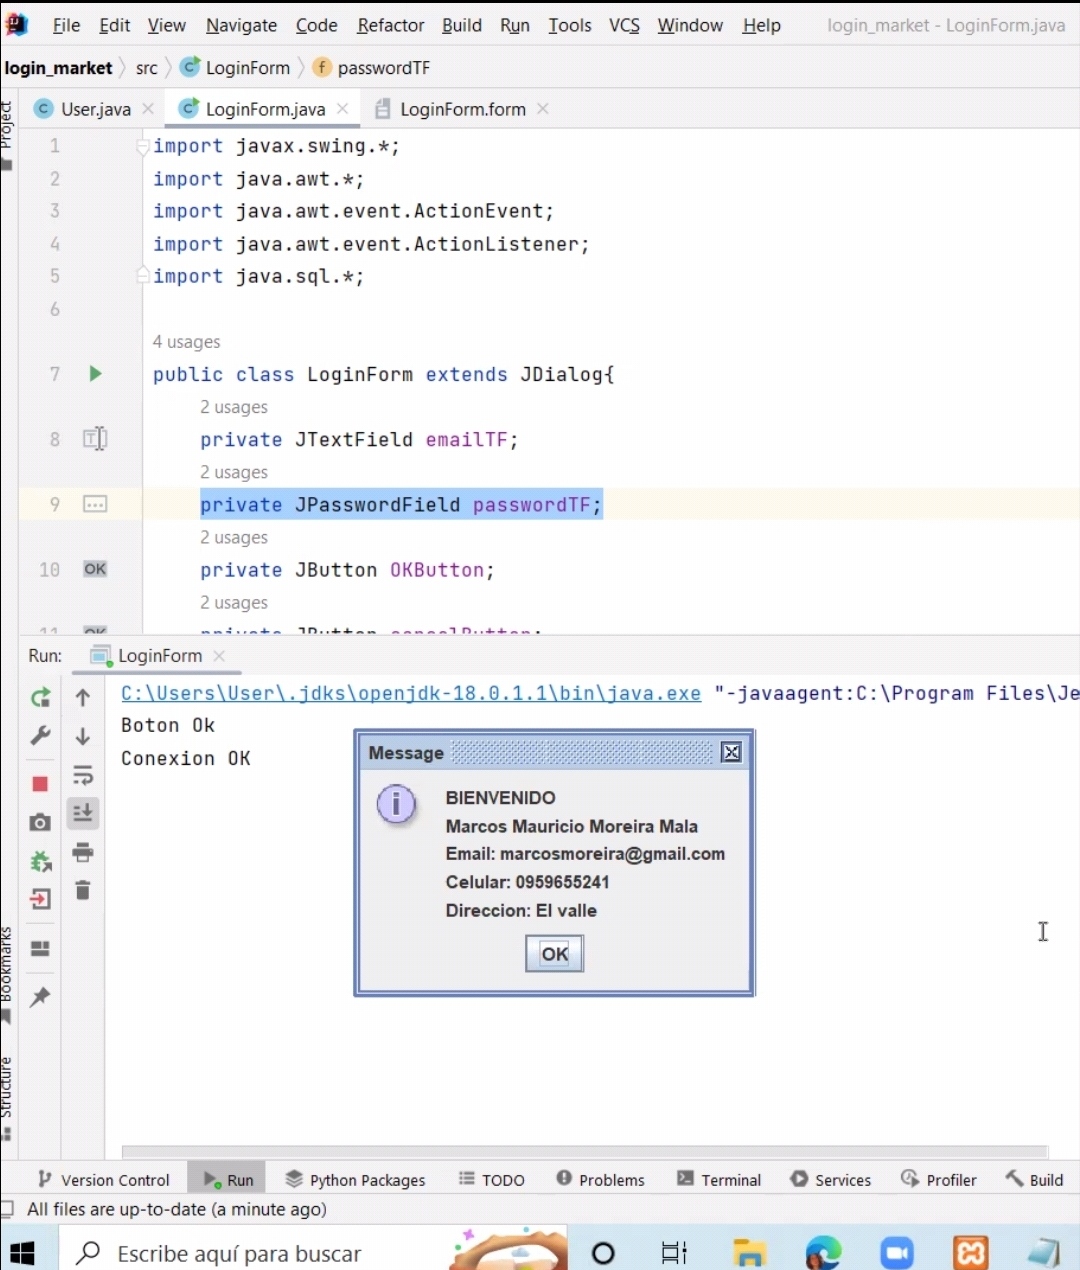 File Edit View Navigate Code Refactor Build Run Tools VCS Window Help login_market - LoginForm.java
login_market src LoginForm passwordTF
User.java LoginForm.java LoginForm.form
Project
1 import javax.swing.*;
2 import java.awt.*;
3 import java.awt.event.ActionEvent;
4 import java.awt.event.ActionListener;
5 import java.sql.*;
6
4 usages
7 public class LoginForm extends JDialog{
2 usages
8 private JTextField emailTF;
2 usages
9 private JPasswordField passwordTF;
2 usages
10 OK private JButton OKButton;
2 usages
11 OK private JButton cancelButton;
Run: LoginForm
C:\Users\User\.jdks\openjdk-18.0.1.1\bin\java.exe "-javaagent:C:\Program Files\Je
Boton Ok
Conexion OK
Message
BIENVENIDO
Marcos Mauricio Moreira Mala
Email: marcosmoreira@gmail.com
Celular: 0959655241
Direccion: El valle
OK
Bookmarks
Structure
Version Control Run Python Packages TODO Problems Terminal Services Profiler Build
All files are up-to-date (a minute ago)
Escribe aquí para buscar